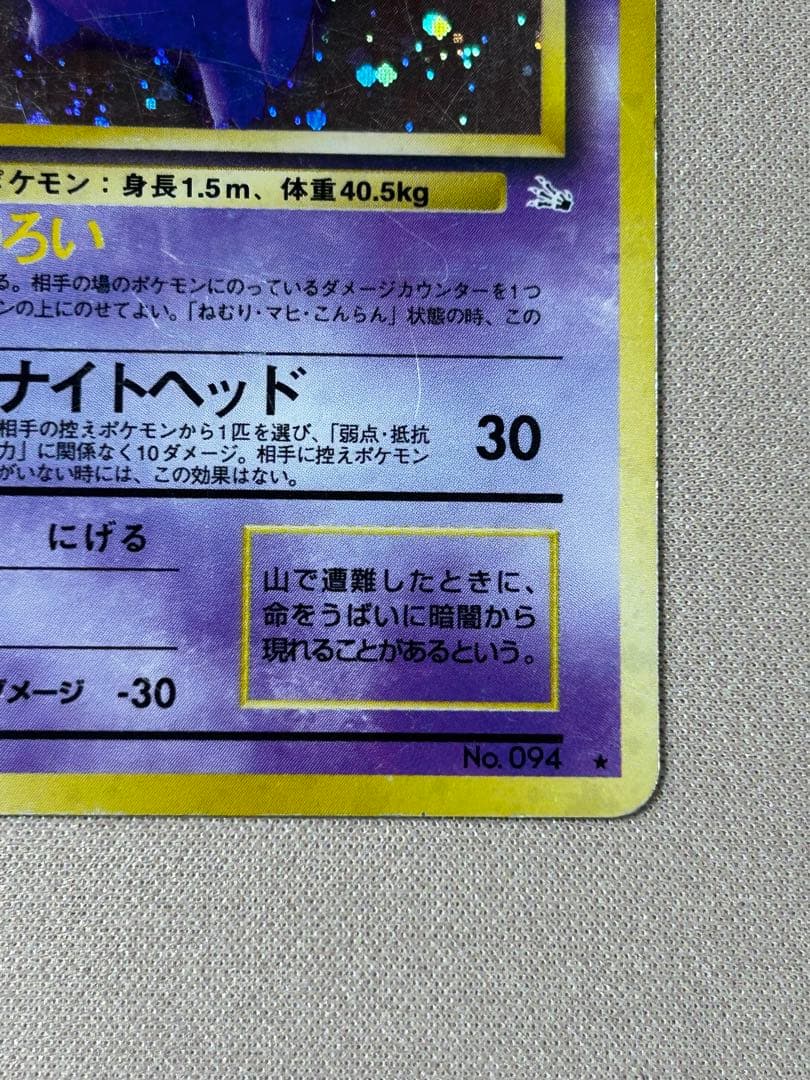 ポケモン：身長1.5m、体重40.5kg
ろい
る。相手の場のポケモンにのっているダメージカウンターを1つ
ンの上にのせてよい。「ねむり・マヒ・こんらん」状態の時、この
ナイトヘッド
相手の控えポケモンから1匹を選び、「弱点・抵抗
力」に関係なく10ダメージ。相手に控えポケモン
がいない時には、この効果はない。
30
にげる
山で遭難したときに、
命をうばいに暗闇から
現れることがあるという。
ダメージ -30
No. 094 ★